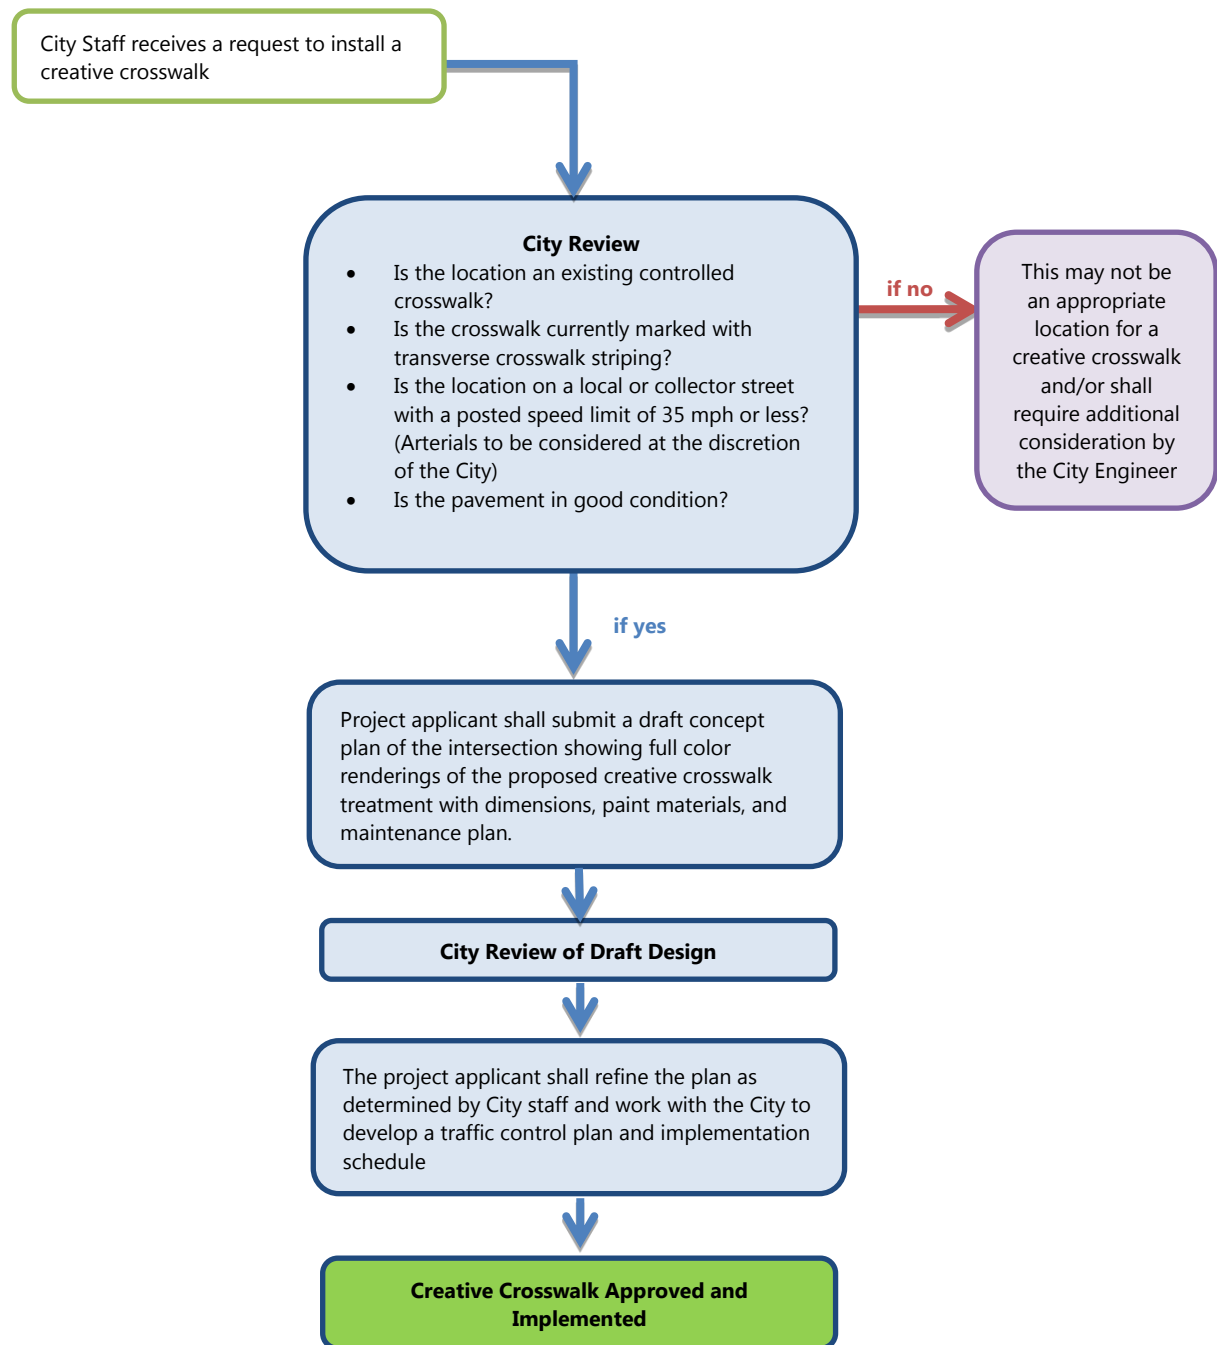 City Staff receives a request to install a
creative crosswalk
City Review
• Is the location an existing controlled
crosswalk?
• Is the crosswalk currently marked with
transverse crosswalk striping?
• Is the location on a local or collector street
with a posted speed limit of 35 mph or less?
(Arterials to be considered at the discretion
of the City)
• Is the pavement in good condition?
if no
This may not be
an appropriate
location for a
creative crosswalk
and/or shall
require additional
consideration by
the City Engineer
if yes
Project applicant shall submit a draft concept
plan of the intersection showing full color
renderings of the proposed creative crosswalk
treatment with dimensions, paint materials, and
maintenance plan.
City Review of Draft Design
The project applicant shall refine the plan as
determined by City staff and work with the City to
develop a traffic control plan and implementation
schedule
Creative Crosswalk Approved and
Implemented